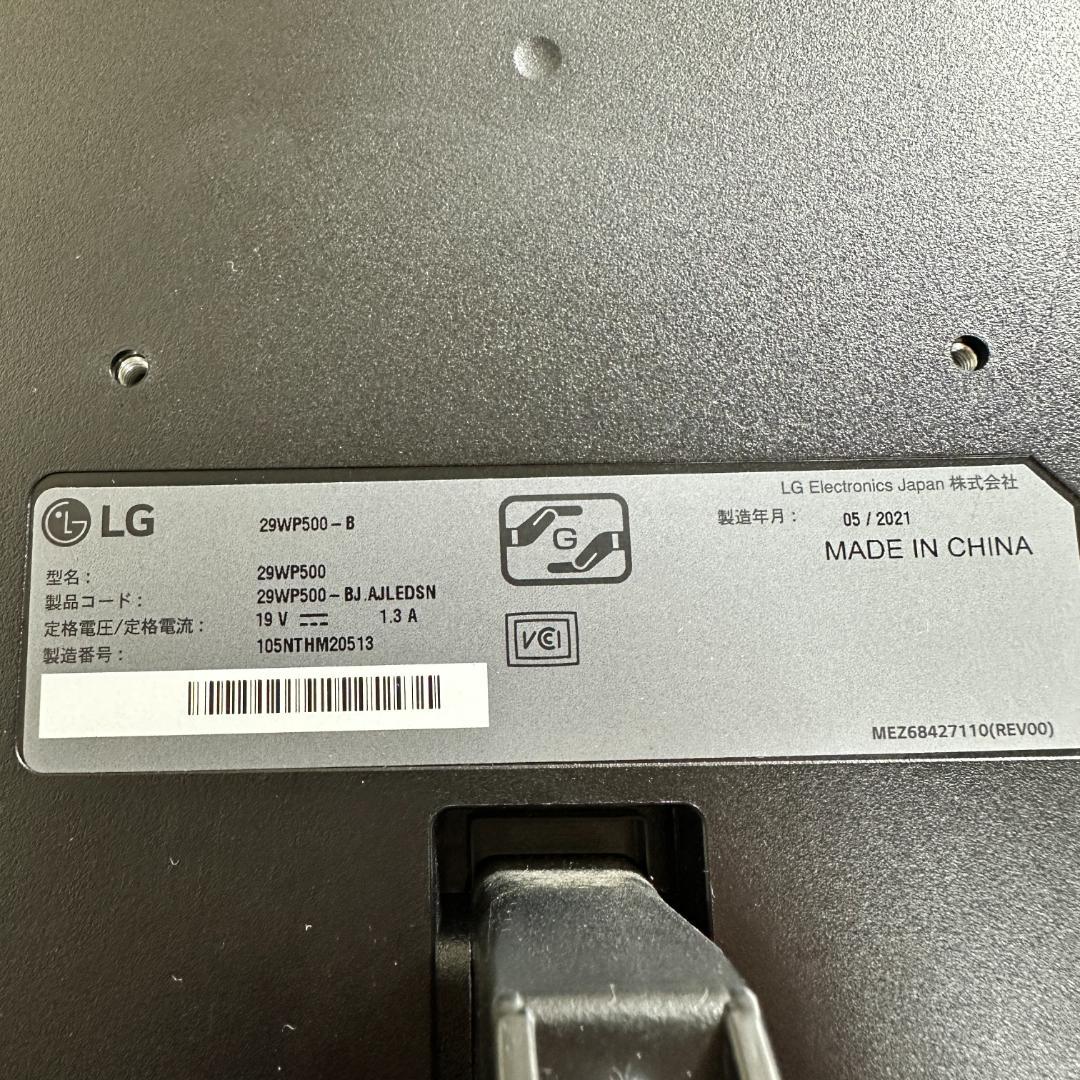 LG
29WP500-B
型名: 29WP500
製品コード: 29WP500-BJ.AJLEDSN
定格電圧/定格電流: 19 V 1.3 A
製造番号: 105NTHM20513
G
VCCI
LG Electronics Japan 株式会社
製造年月: 05 / 2021
MADE IN CHINA
MEZ68427110(REV00)